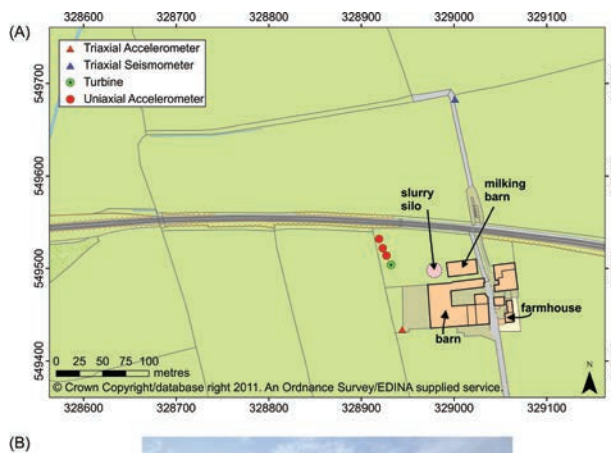 328600 328700 328800 328900 329000 329100
(A)
Triaxial Accelerometer
Triaxial Seismometer
Turbine
Uniaxial Accelerometer
549700
549600
549500
549400
slurry
silo
milking
barn
farmhouse
barn
0 25 50 75 100
metres
N
© Crown Copyright/database right 2011. An Ordnance Survey/EDINA supplied service.
328600 328700 328800 328900 329000 329100
(B)